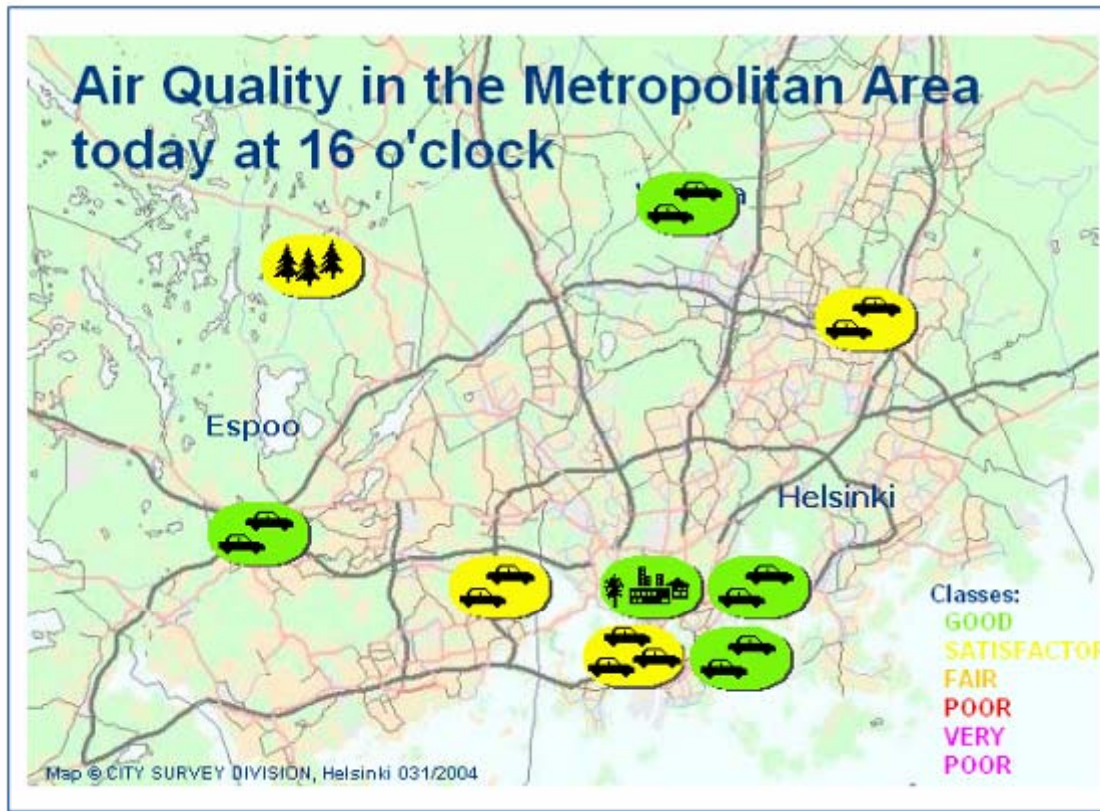 Air Quality in the Metropolitan Area
today at 16 o'clock
Espoo
Helsinki
Classes:
GOOD
SATISFACTOR
FAIR
POOR
VERY
POOR
Map © CITY SURVEY DIVISION, Helsinki 031/2004